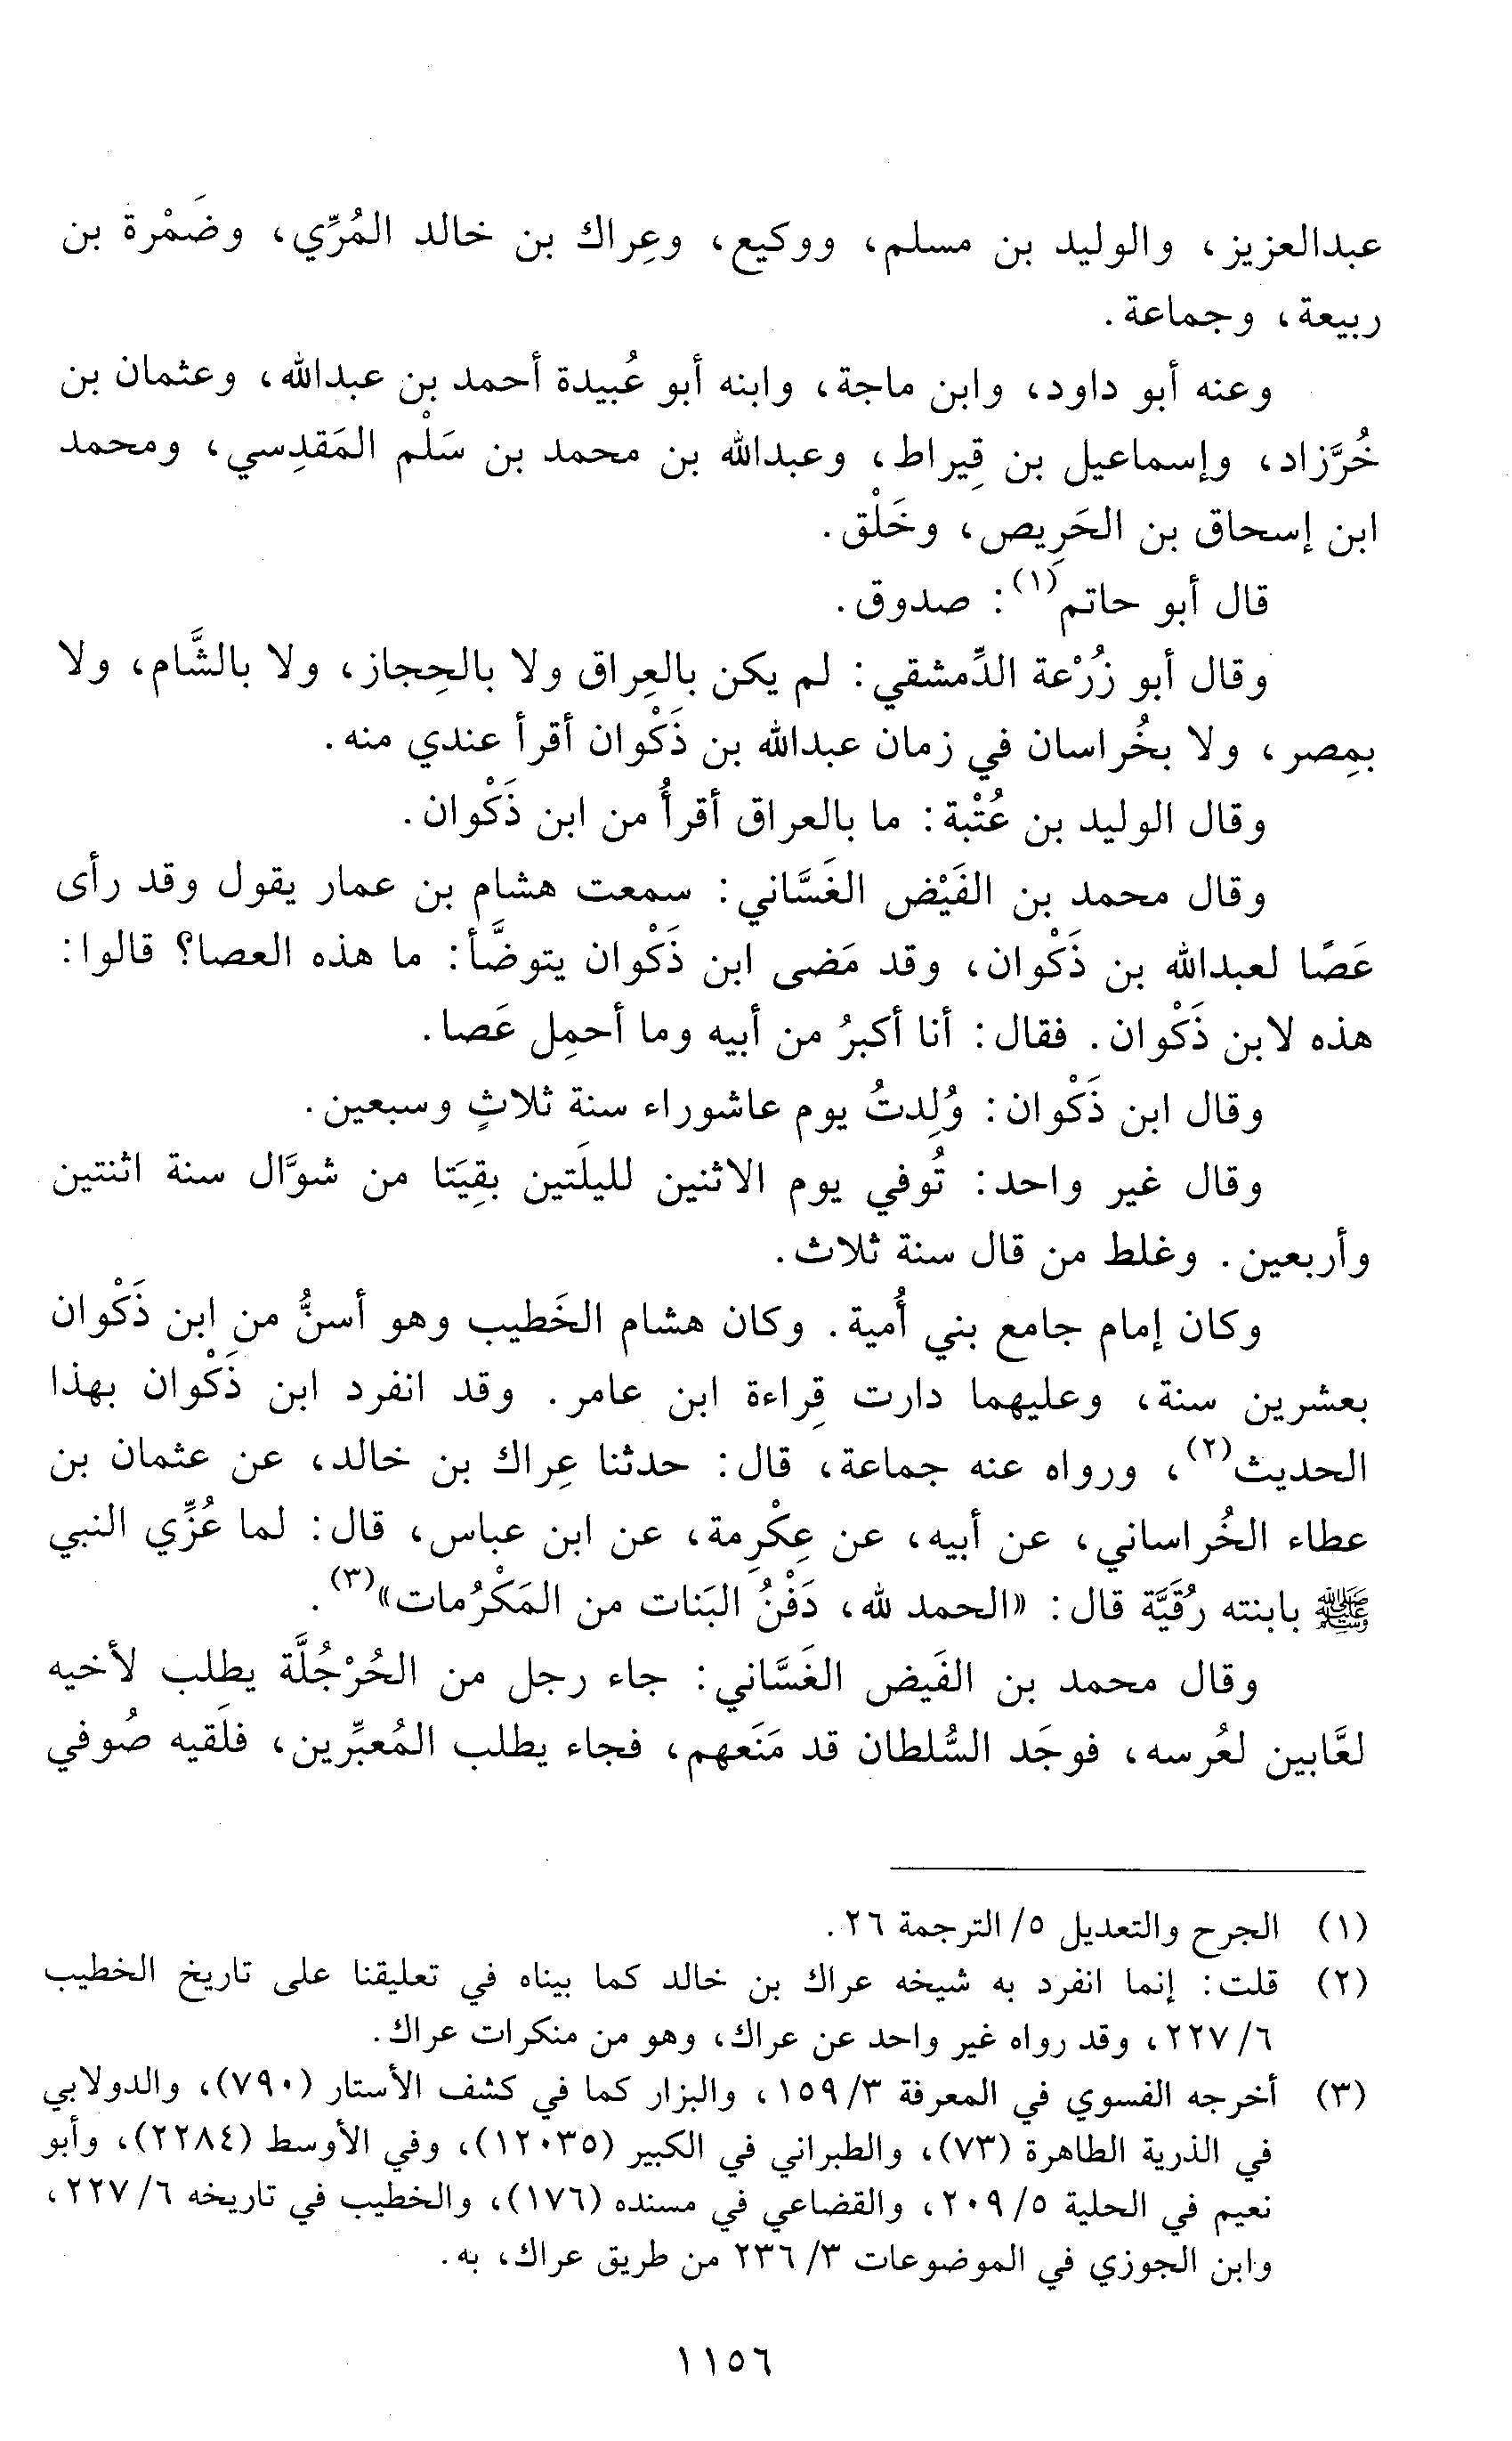 عبدالعزيز، والوليد بن مسلم، ووكيع، وعِراك بن خالد المُرِّي، وضَمْرة بن
ربيعة، وجماعة.
وعنه أبو داود، وابن ماجة، وابنه أبو عُبيدة أحمد بن عبدالله، وعثمان بن
خُرَّزاد، وإسماعيل بن قِيراط، وعبدالله بن محمد بن سَلْم المَقدِسي، ومحمد
ابن إسحاق بن الحَرِيص، وخَلْق.
قال أبو حاتم(١): صدوق.
وقال أبو زُرْعة الدِّمشقي: لم يكن بالعِراق ولا بالحِجاز، ولا بالشَّام، ولا
بمِصر، ولا بخُراسان في زمان عبدالله بن ذَكْوان أقرأ عندي منه.
وقال الوليد بن عُتْبة: ما بالعراق أقرأُ من ابن ذَكْوان.
وقال محمد بن الفَيْض الغَسَّاني: سمعت هشام بن عمار يقول وقد رأى
عَصًا لعبدالله بن ذَكْوان، وقد مَضى ابن ذَكْوان يتوضَّأ: ما هذه العصا؟ قالوا:
هذه لابن ذَكْوان. فقال: أنا أكبرُ من أبيه وما أحمِل عَصا.
وقال ابن ذَكْوان: وُلِدتُ يوم عاشوراء سنة ثلاثٍ وسبعين.
وقال غير واحد: تُوفي يوم الاثنين لليلَتين بقِيَتا من شوَّال سنة اثنتين
وأربعين. وغلط من قال سنة ثلاث.
وكان إمام جامع بني أُمية. وكان هشام الخَطيب وهو أسنُّ من ابن ذَكْوان
بعشرين سنة، وعليهما دارت قِراءة ابن عامر. وقد انفرد ابن ذَكْوان بهذا
الحديث(٢)، ورواه عنه جماعة، قال: حدثنا عِراك بن خالد، عن عثمان بن
عطاء الخُراساني، عن أبيه، عن عِكْرِمة، عن ابن عباس، قال: لما عُزِّي النبي
ﷺ بابنته رُقَيَّة قال: «الحمد لله، دَفْنُ البَنات من المَكْرُمات»(٣).
وقال محمد بن الفَيض الغَسَّاني: جاء رجل من الحُرْجُلَّة يطلب لأخيه
لعَّابين لعُرسه، فوجَد السُّلطان قد مَنَعهم، فجاء يطلب المُعبِّرين، فلَقيه صُوفي
(١) الجرح والتعديل ٥/ الترجمة ٢٦.
(٢) قلت: إنما انفرد به شيخه عراك بن خالد كما بيناه في تعليقنا على تاريخ الخطيب
٦/ ٢٢٧، وقد رواه غير واحد عن عراك، وهو من منكرات عراك.
(٣) أخرجه الفسوي في المعرفة ٣/ ١٥٩، والبزار كما في كشف الأستار (٧٩٠)، والدولابي
في الذرية الطاهرة (٧٣)، والطبراني في الكبير (١٢٠٣٥)، وفي الأوسط (٢٢٨٤)، وأبو
نعيم في الحلية ٥/ ٢٠٩، والقضاعي في مسنده (١٧٦)، والخطيب في تاريخه ٦/ ٢٢٧،
وابن الجوزي في الموضوعات ٣/ ٢٣٦ من طريق عراك، به.
١١٥٦